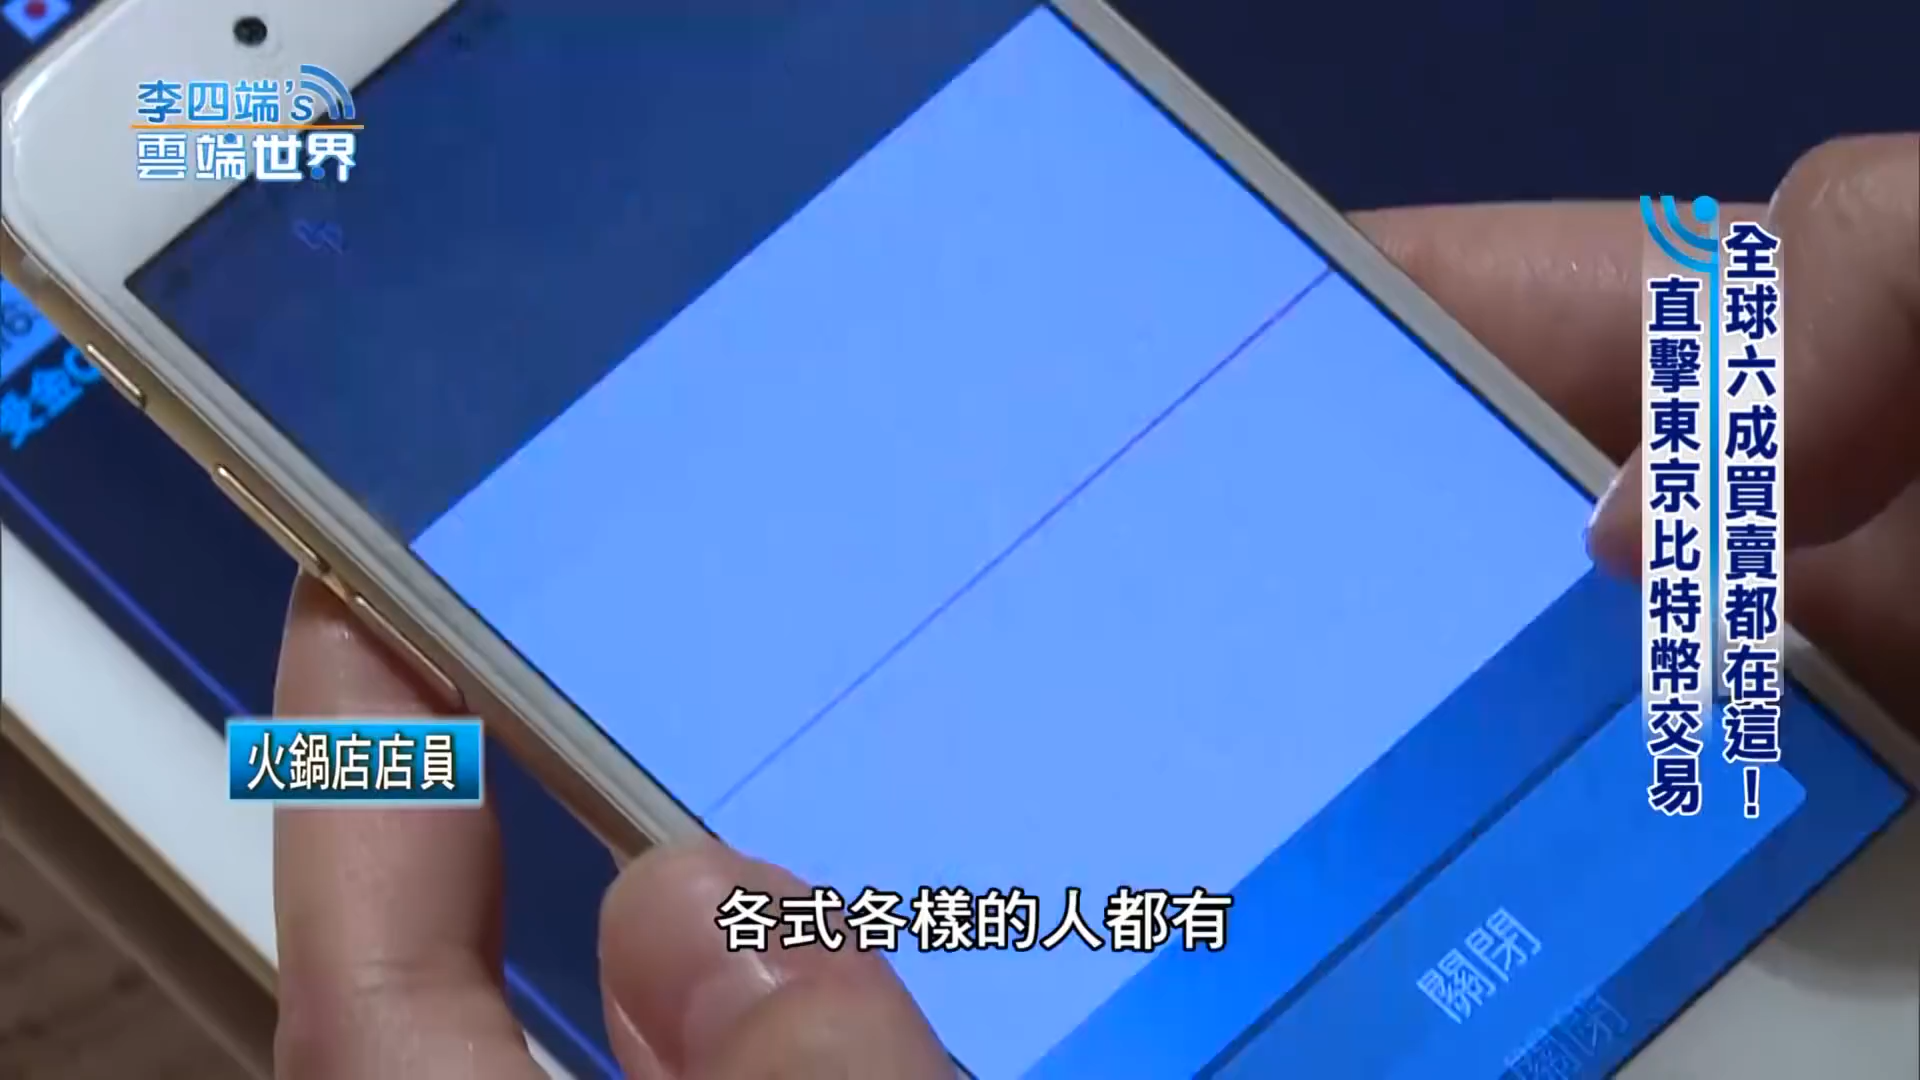 李四端's
雲端世界
全球六成買賣都在這！
直擊東京比特幣交易
火鍋店店員
各式各樣的人都有
關閉
關閉